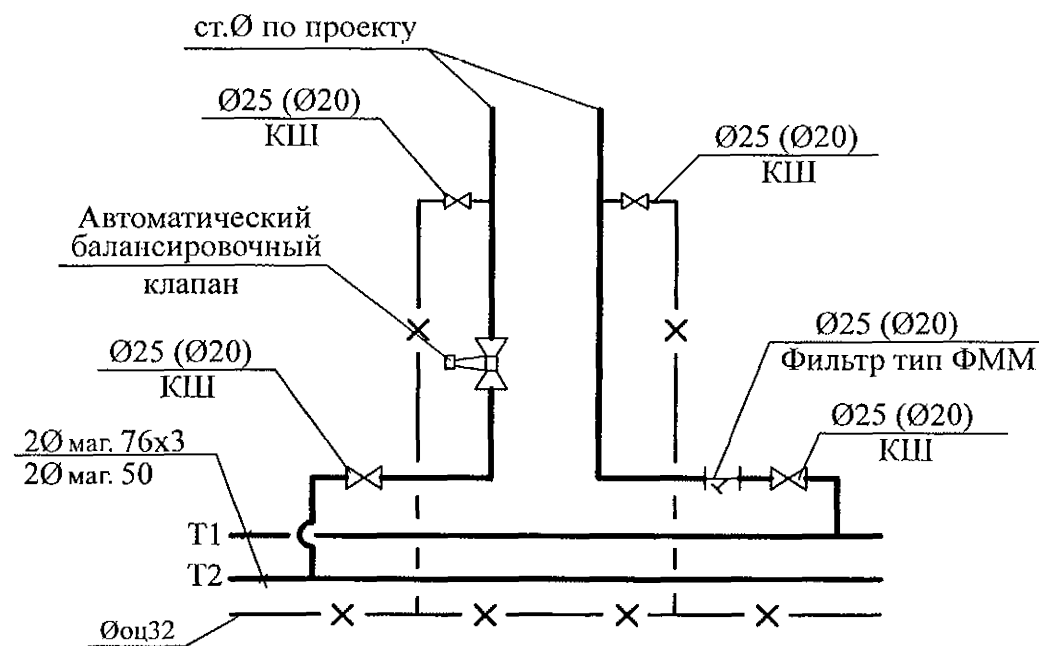 ст.Ø по проекту
Ø25 (Ø20)
КШ
Ø25 (Ø20)
КШ
Автоматический
балансировочный
клапан
Ø25 (Ø20)
Фильтр тип ФММ
Ø25 (Ø20)
КШ
Ø25 (Ø20)
КШ
2Ø маг. 76х3
2Ø маг. 50
Т1
Т2
Øоц32